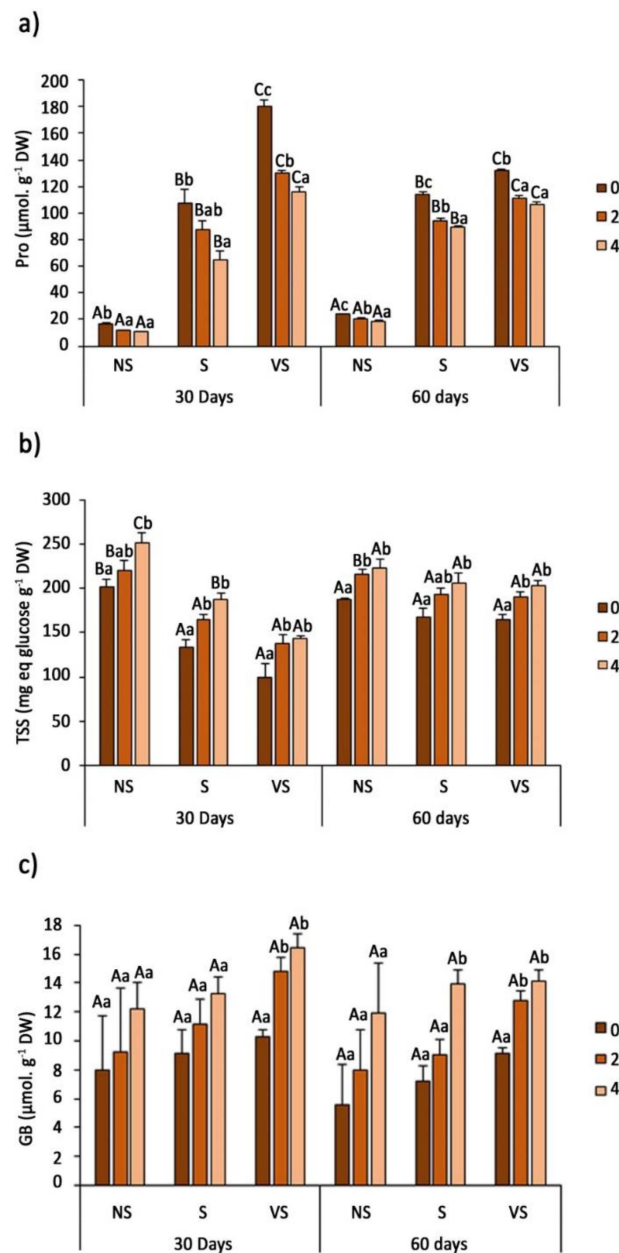 a)
Pro (µmol. g⁻¹ DW)
200
180
160
140
120
100
80
60
40
20
0
Ab Aa Aa
Bb Bab Ba
Cc Cb Ca
Ac Ab Aa
Bc Bb Ba
Cb Ca Ca
NS S VS NS S VS
30 Days 60 days
0
2
4
b)
TSS (mg eq glucose g⁻¹ DW)
300
250
200
150
100
50
0
Ba Bab Cb
Aa Ab Bb
Aa Ab Ab
Aa Bb Ab
Aa Aab Ab
Aa Ab Ab
NS S VS NS S VS
30 Days 60 days
0
2
4
c)
GB (µmol. g⁻¹ DW)
18
16
14
12
10
8
6
4
2
0
Aa Aa Aa
Aa Aa Aa
Aa Ab Ab
Aa Aa Aa
Aa Aa Ab
Aa Ab Ab
NS S VS NS S VS
30 Days 60 days
0
2
4